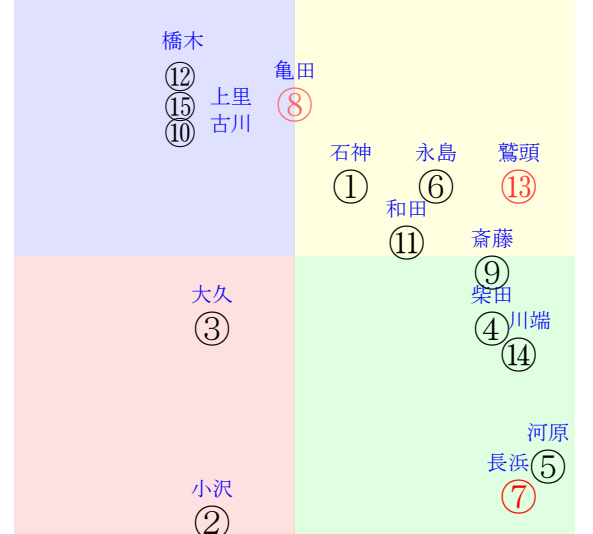 橋木
⑫
亀田
⑧
上里
⑮
古川
⑩
石神
①
永島
⑥
鷲頭
⑬
和田
⑪
斎藤
⑨
大久
③
柴田
④
川端
⑭
河原
⑤
長浜
⑦
小沢
②